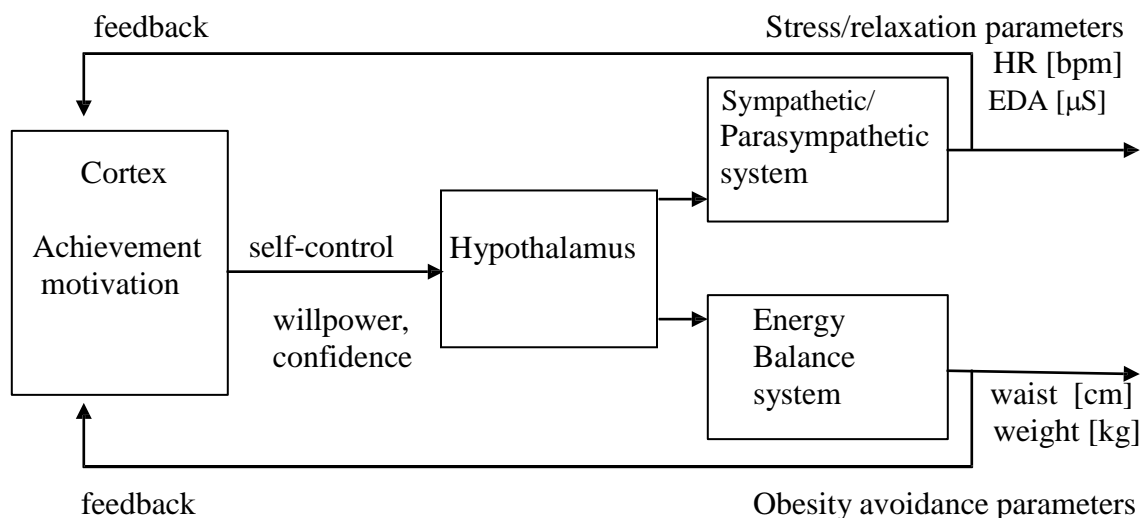 feedback
Stress/relaxation parameters
HR [bpm]
EDA [μS]
Sympathetic/
Parasympathetic
system
Cortex
Achievement
motivation
self-control
willpower,
confidence
Hypothalamus
Energy
Balance
system
waist [cm]
weight [kg]
feedback
Obesity avoidance parameters